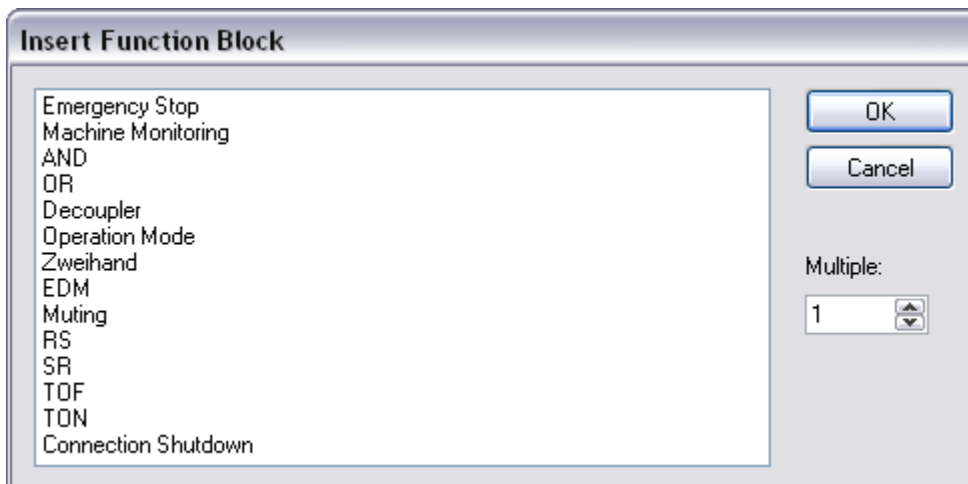 Insert Function Block
Emergency Stop
Machine Monitoring
AND
OR
Decoupler
Operation Mode
Zweihand
EDM
Muting
RS
SR
TOF
TON
Connection Shutdown
OK
Cancel
Multiple:
1